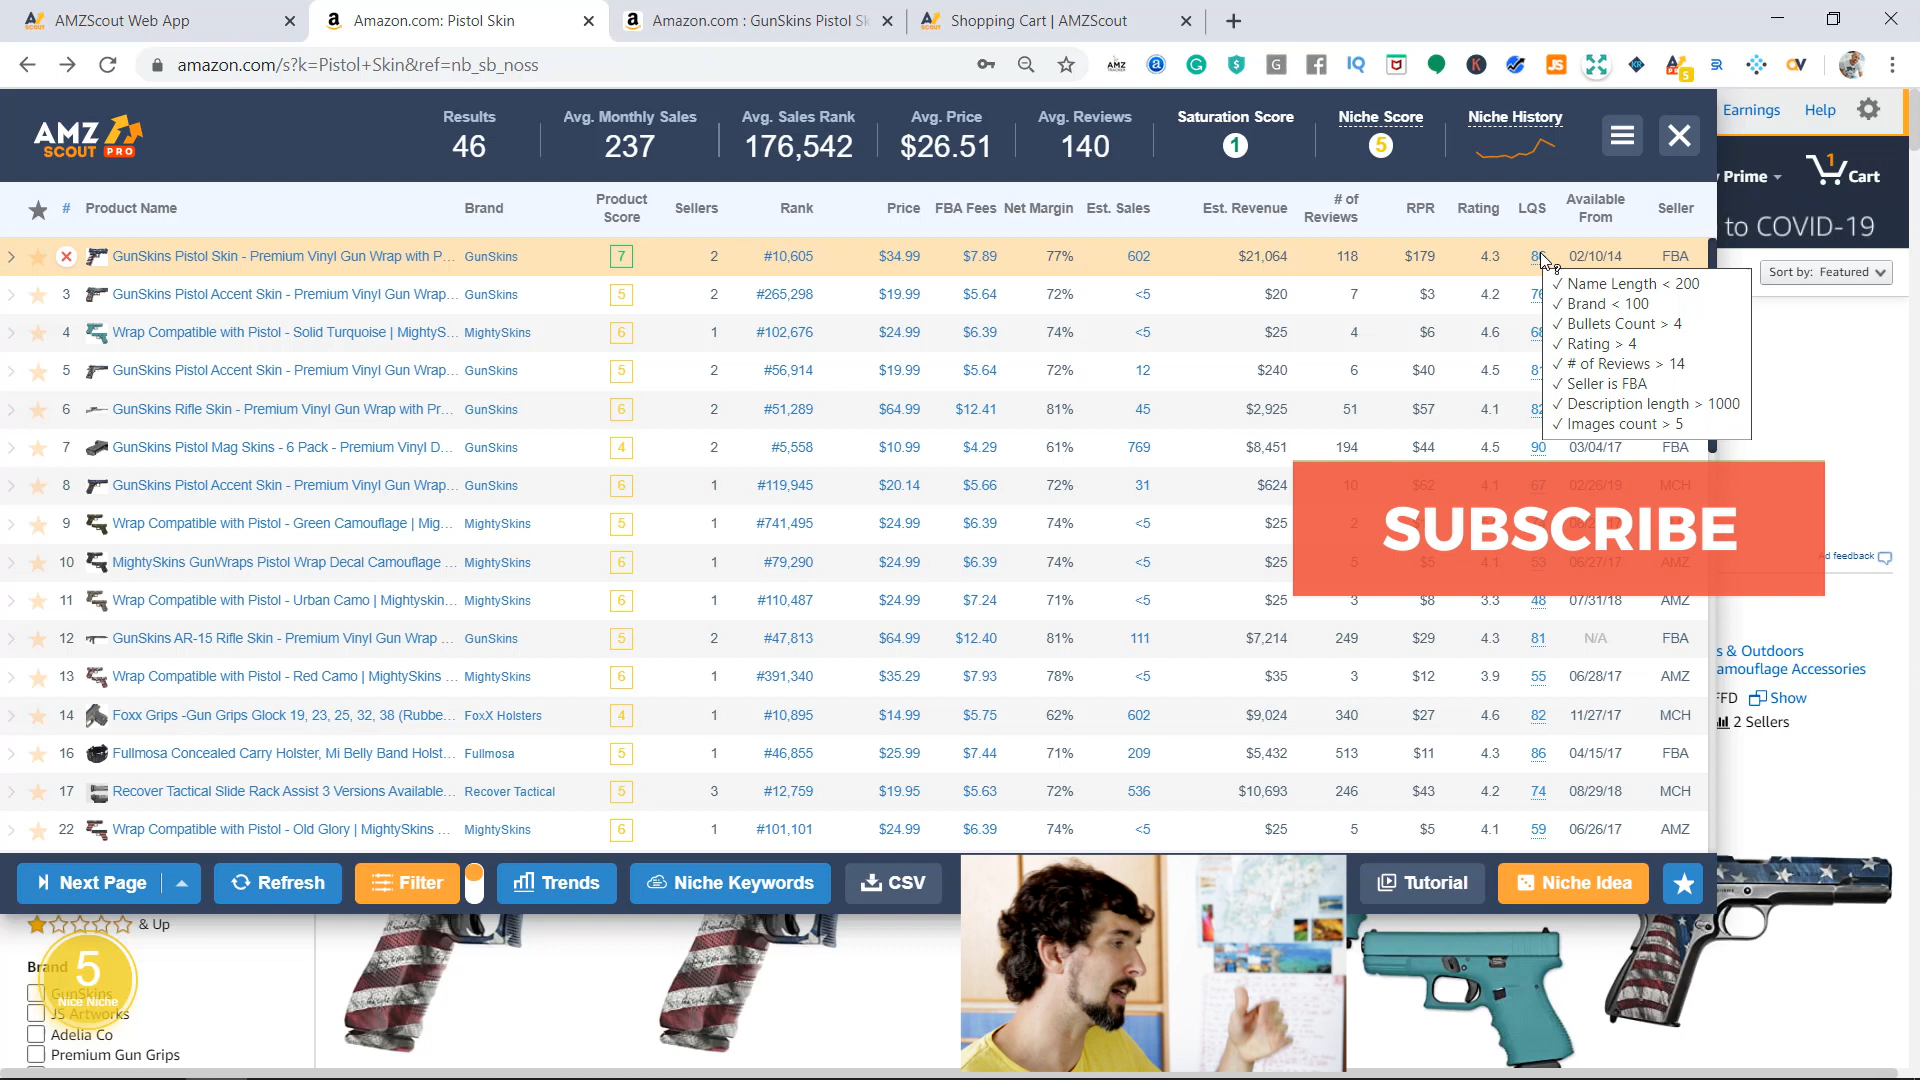 AMZScout Web App
Amazon.com: Pistol Skin
Amazon.com : GunSkins Pistol Sk
Shopping Cart | AMZScout
amazon.com/s?k=Pistol+Skin&ref=nb_sb_noss
AMZ
SCOUT PRO
Results
46
Avg. Monthly Sales
237
Avg. Sales Rank
176,542
Avg. Price
$26.51
Avg. Reviews
140
Saturation Score
1
Niche Score
5
Niche History
Earnings Help
Prime
1
Cart
to COVID-19
Sort by: Featured
# Product Name Brand Product Score Sellers Rank Price FBA Fees Net Margin Est. Sales Est. Revenue # of Reviews RPR Rating LQS Available From Seller
GunSkins Pistol Skin - Premium Vinyl Gun Wrap with P... GunSkins 7 2 #10,605 $34.99 $7.89 77% 602 $21,064 118 $179 4.3 02/10/14 FBA
3 GunSkins Pistol Accent Skin - Premium Vinyl Gun Wrap... GunSkins 5 2 #265,298 $19.99 $5.64 72% <5 $20 7 $3 4.2
4 Wrap Compatible with Pistol - Solid Turquoise | MightyS... MightySkins 6 1 #102,676 $24.99 $6.39 74% <5 $25 4 $6 4.6
5 GunSkins Pistol Accent Skin - Premium Vinyl Gun Wrap... GunSkins 5 2 #56,914 $19.99 $5.64 72% 12 $240 6 $40 4.5
6 GunSkins Rifle Skin - Premium Vinyl Gun Wrap with Pr... GunSkins 6 2 #51,289 $64.99 $12.41 81% 45 $2,925 51 $57 4.1
7 GunSkins Pistol Mag Skins - 6 Pack - Premium Vinyl D... GunSkins 4 2 #5,558 $10.99 $4.29 61% 769 $8,451 194 $44 4.5 90 03/04/17 FBA
8 GunSkins Pistol Accent Skin - Premium Vinyl Gun Wrap... GunSkins 6 1 #119,945 $20.14 $5.66 72% 31 $624 10 $62 4.1 67 02/26/19 MCH
9 Wrap Compatible with Pistol - Green Camouflage | Mig... MightySkins 5 1 #741,495 $24.99 $6.39 74% <5 $25 2
10 MightySkins GunWraps Pistol Wrap Decal Camouflage ... MightySkins 6 1 #79,290 $24.99 $6.39 74% <5 $25 5 $5 4.1 53 06/27/17 AMZ
11 Wrap Compatible with Pistol - Urban Camo | Mightyskin... MightySkins 6 1 #110,487 $24.99 $7.24 71% <5 $25 3 $8 3.3 48 07/31/18 AMZ
12 GunSkins AR-15 Rifle Skin - Premium Vinyl Gun Wrap ... GunSkins 5 2 #47,813 $64.99 $12.40 81% 111 $7,214 249 $29 4.3 81 N/A FBA
13 Wrap Compatible with Pistol - Red Camo | MightySkins ... MightySkins 6 1 #391,340 $35.29 $7.93 78% <5 $35 3 $12 3.9 55 06/28/17 AMZ
14 Foxx Grips -Gun Grips Glock 19, 23, 25, 32, 38 (Rubbe... FoxX Holsters 4 1 #10,895 $14.99 $5.75 62% 602 $9,024 340 $27 4.6 82 11/27/17 MCH
16 Fullmosa Concealed Carry Holster, Mi Belly Band Holst... Fullmosa 5 1 #46,855 $25.99 $7.44 71% 209 $5,432 513 $11 4.3 86 04/15/17 FBA
17 Recover Tactical Slide Rack Assist 3 Versions Available... Recover Tactical 5 3 #12,759 $19.95 $5.63 72% 536 $10,693 246 $43 4.2 74 08/29/18 MCH
22 Wrap Compatible with Pistol - Old Glory | MightySkins ... MightySkins 6 1 #101,101 $24.99 $6.39 74% <5 $25 5 $5 4.1 59 06/26/17 AMZ
✓ Name Length < 200
✓ Brand < 100
✓ Bullets Count > 4
✓ Rating > 4
✓ # of Reviews > 14
✓ Seller is FBA
✓ Description length > 1000
✓ Images count > 5
SUBSCRIBE
Ad feedback
s & Outdoors
amouflage Accessories
FFD Show
2 Sellers
Next Page
Refresh
Filter
Trends
Niche Keywords
CSV
Tutorial
Niche Idea
& Up
Brand
5
Nice Niche
GunSkins
JS Artworks
Adelia Co
Premium Gun Grips